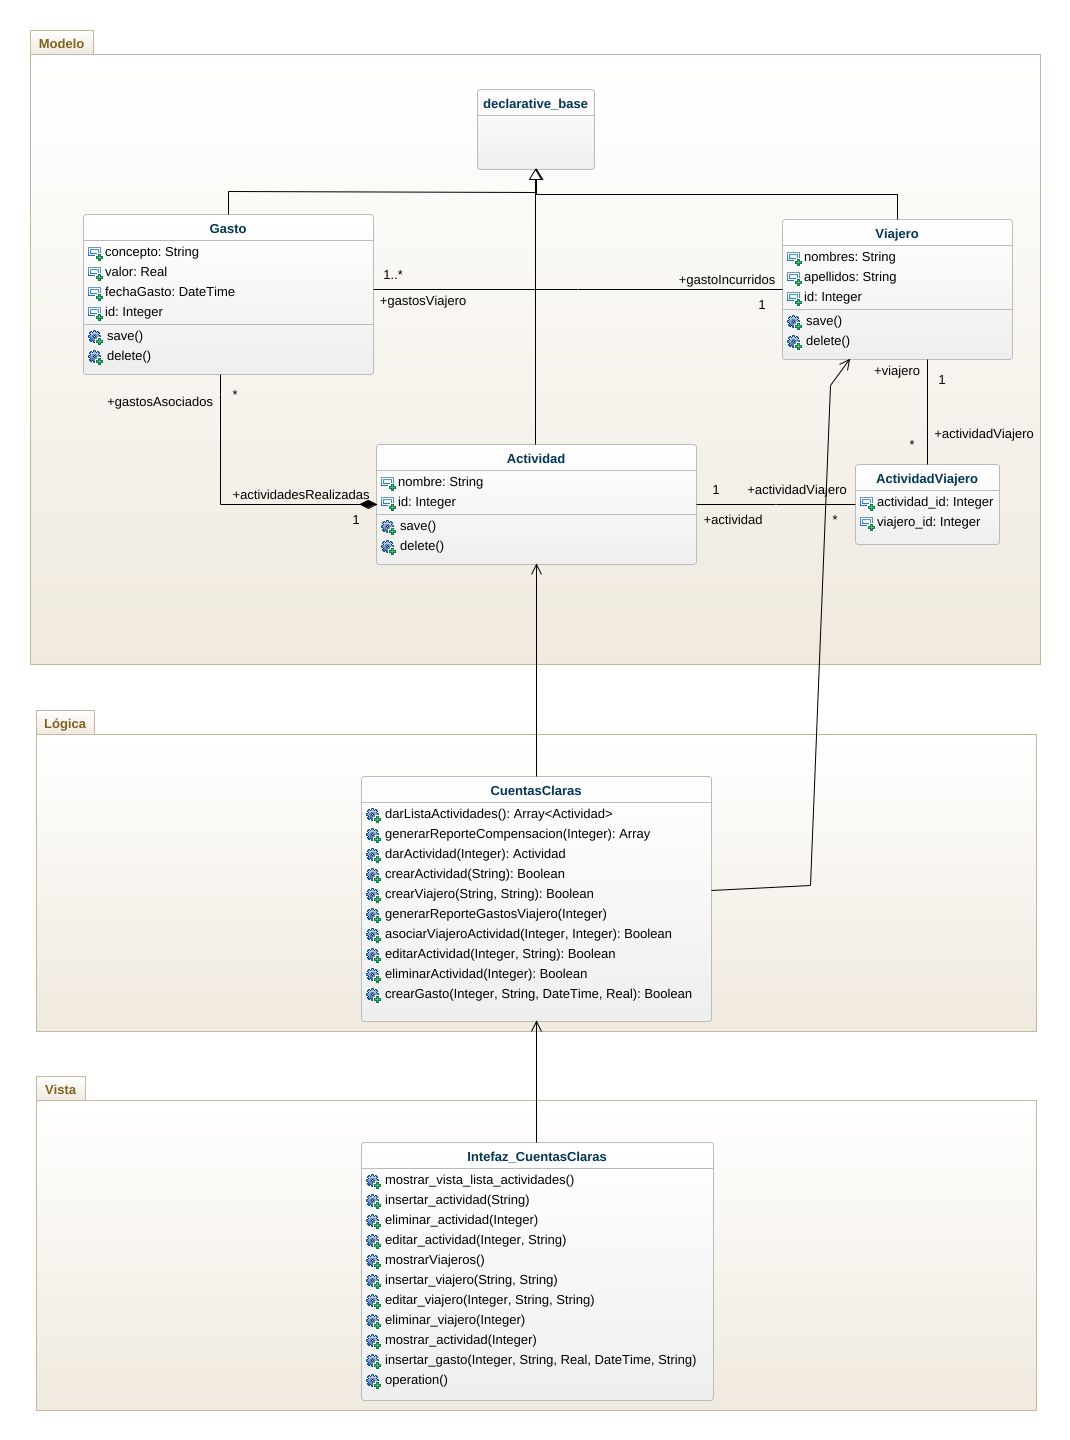 Modelo
declarative_base
Gasto
concepto: String
valor: Real
fechaGasto: DateTime
id: Integer
save()
delete()
Viajero
nombres: String
apellidos: String
id: Integer
save()
delete()
1..*
+gastosViajero
+gastoIncurridos
1
+gastosAsociados
*
+viajero
1
+actividadViajero
*
+actividadesRealizadas
1
Actividad
nombre: String
id: Integer
save()
delete()
1
+actividadViajero
+actividad
*
ActividadViajero
actividad_id: Integer
viajero_id: Integer
Lógica
CuentasClaras
darListaActividades(): Array<Actividad>
generarReporteCompensacion(Integer): Array
darActividad(Integer): Actividad
crearActividad(String): Boolean
crearViajero(String, String): Boolean
generarReporteGastosViajero(Integer)
asociarViajeroActividad(Integer, Integer): Boolean
editarActividad(Integer, String): Boolean
eliminarActividad(Integer): Boolean
crearGasto(Integer, String, DateTime, Real): Boolean
Vista
Intefaz_CuentasClaras
mostrar_vista_lista_actividades()
insertar_actividad(String)
eliminar_actividad(Integer)
editar_actividad(Integer, String)
mostrarViajeros()
insertar_viajero(String, String)
editar_viajero(Integer, String, String)
eliminar_viajero(Integer)
mostrar_actividad(Integer)
insertar_gasto(Integer, String, Real, DateTime, String)
operation()